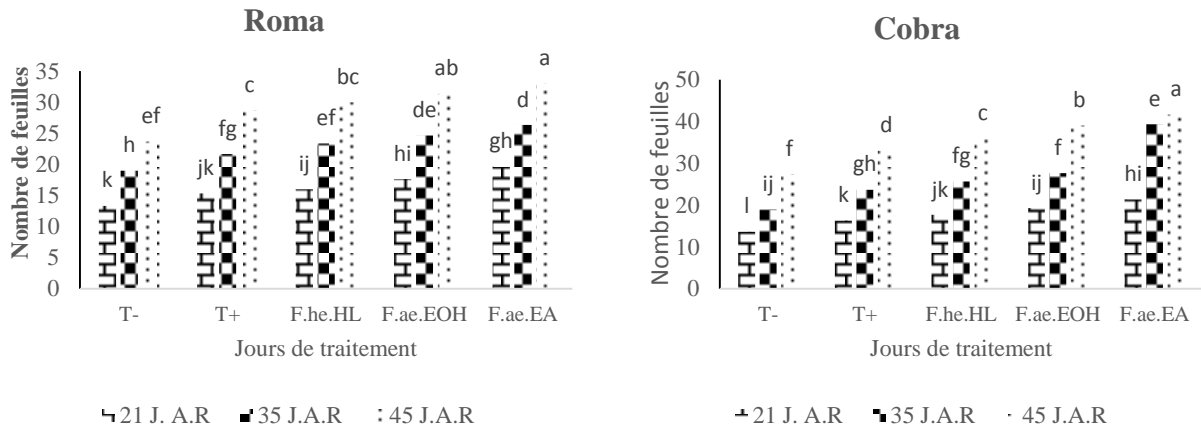 Roma
Nombre de feuilles
35
30
25
20
15
10
5
0
k h ef
jk fg c
ij ef bc
hi de ab
gh d a
T- T+ F.he.HL F.ae.EOH F.ae.EA
Jours de traitement
21 J. A.R 35 J.A.R 45 J.A.R
Cobra
Nombre de feuilles
50
40
30
20
10
0
l ij f
k gh d
jk fg c
ij f b
hi e a
T- T+ F.he.HL F.ae.EOH F.ae.EA
Jours de traitement
21 J. A.R 35 J.A.R 45 J.A.R